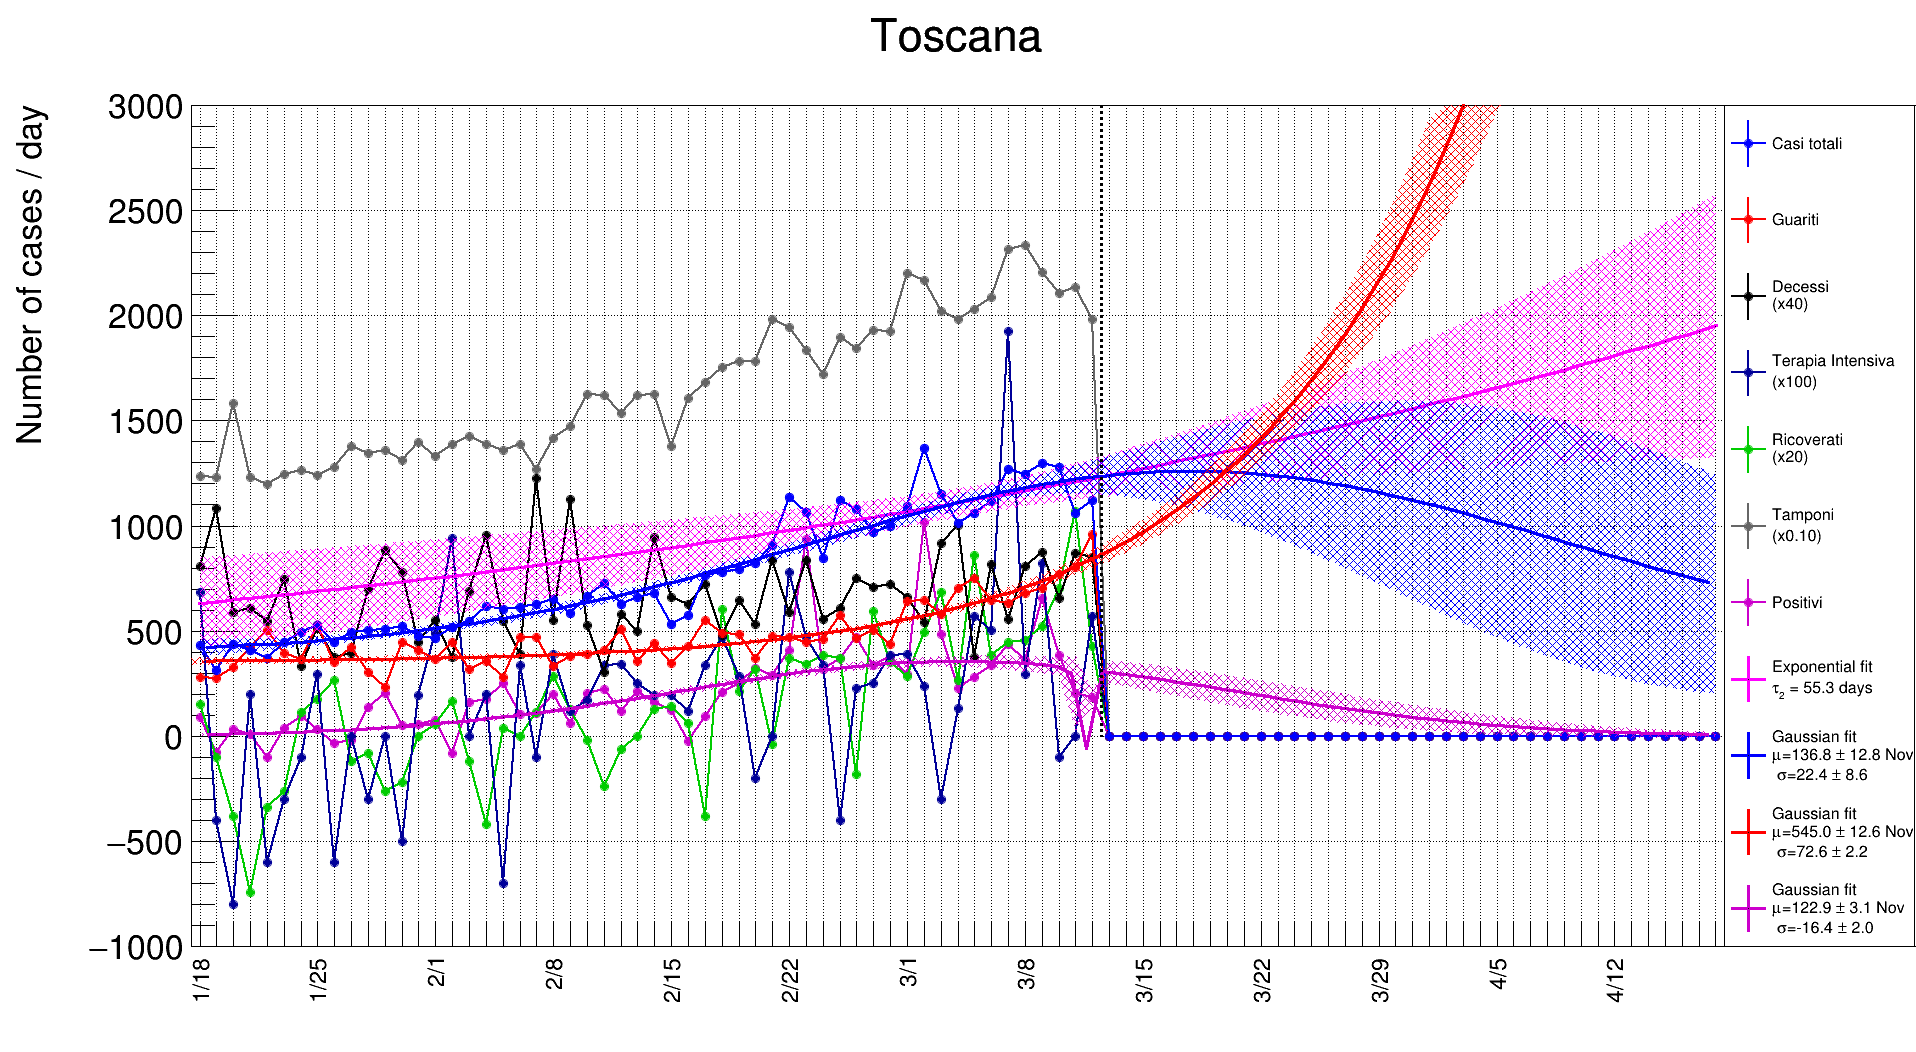 Toscana
Number of cases / day
3000
2500
2000
1500
1000
500
0
−500
−1000
1/18
1/25
2/1
2/8
2/15
2/22
3/1
3/8
3/15
3/22
3/29
4/5
4/12
Casi totali
Guariti
Decessi
(x40)
Terapia Intensiva
(x100)
Ricoverati
(x20)
Tamponi
(x0.10)
Positivi
Exponential fit
τ₂ = 55.3 days
Gaussian fit
μ=136.8 ± 12.8 Nov
σ=22.4 ± 8.6
Gaussian fit
μ=545.0 ± 12.6 Nov
σ=72.6 ± 2.2
Gaussian fit
μ=122.9 ± 3.1 Nov
σ=-16.4 ± 2.0